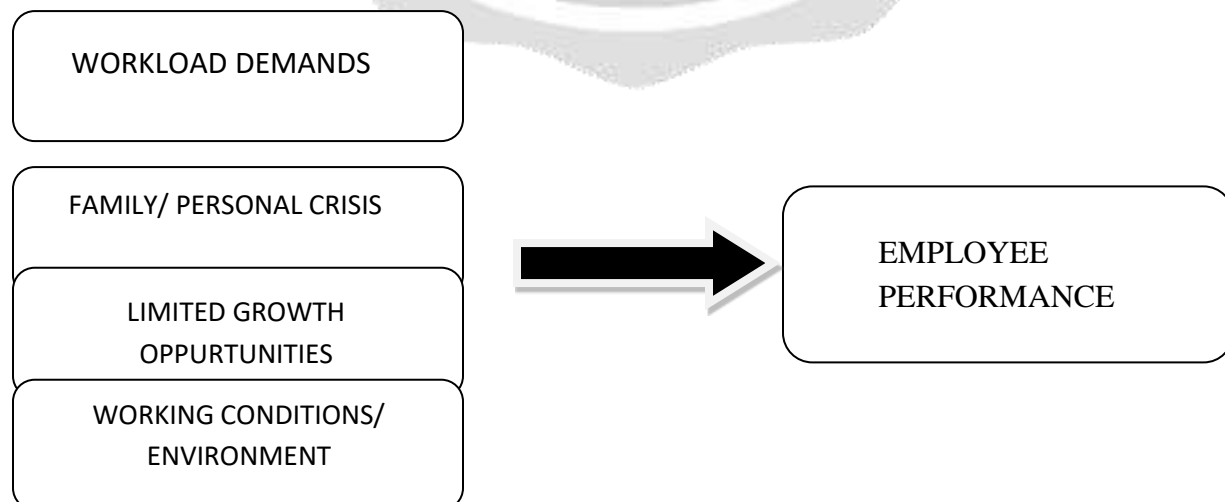 WORKLOAD DEMANDS
FAMILY/ PERSONAL CRISIS
LIMITED GROWTH
OPPURTUNITIES
WORKING CONDITIONS/
ENVIRONMENT
EMPLOYEE
PERFORMANCE